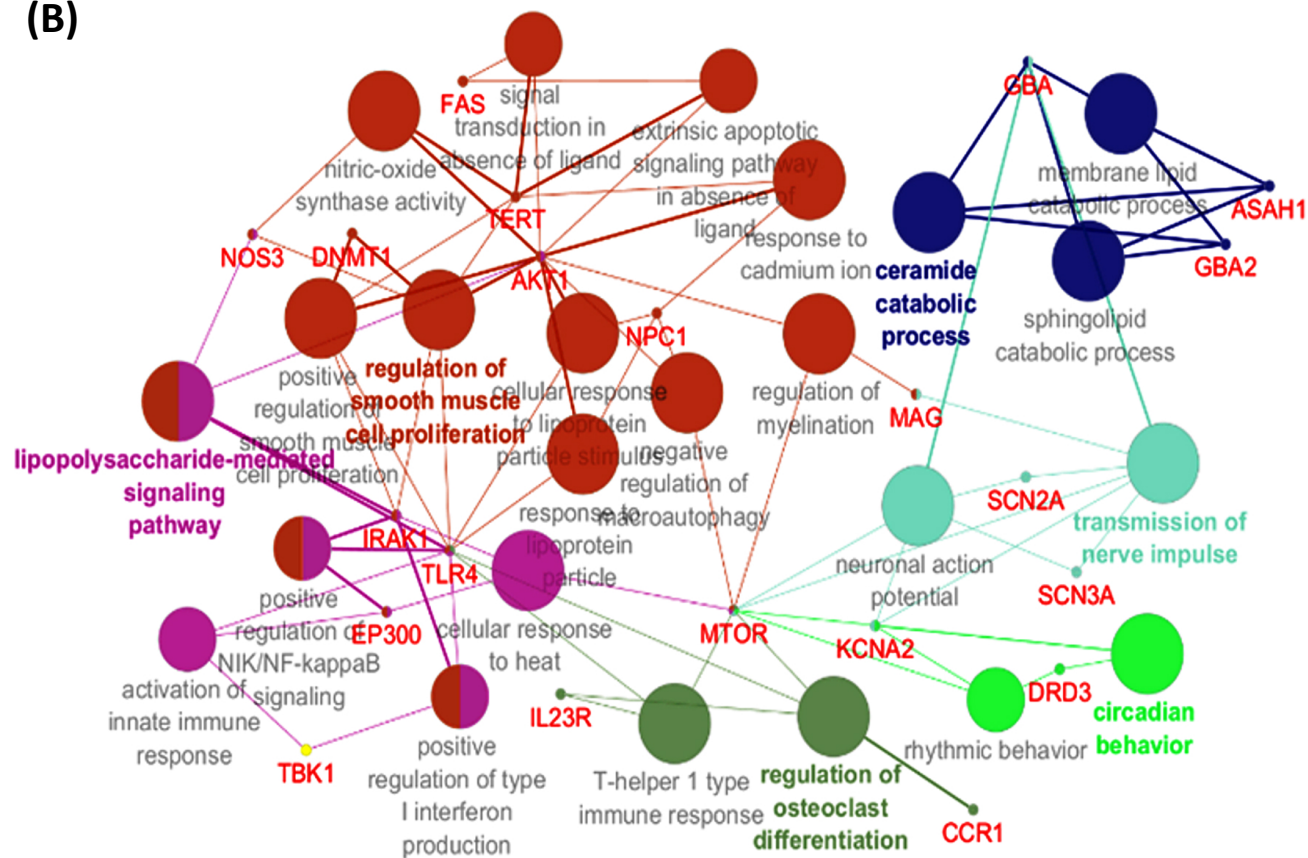 (B)
FAS
signal
transduction in
absence of ligand
extrinsic apoptotic
signaling pathway
in absence of
ligand
nitric-oxide
synthase activity
GBA
membrane lipid
catabolic process
ASAH1
GBA2
TERT
NOS3
DNMT1
AKT1
response to
cadmium ion
ceramide
catabolic
process
sphingolipid
catabolic process
NPC1
positive
regulation of
smooth muscle
cell proliferation
regulation of
smooth muscle
cell proliferation
cellular response
to lipoprotein
particle stimulus
negative
regulation of
macroautophagy
regulation of
myelination
MAG
lipopolysaccharide-mediated
signaling
pathway
response to
lipoprotein
particle
SCN2A
transmission of
nerve impulse
IRAK1
TLR4
neuronal action
potential
SCN3A
positive
regulation of
NIK/NF-kappaB
signaling
EP300
cellular response
to heat
MTOR
KCNA2
activation of
innate immune
response
DRD3
circadian
behavior
IL23R
rhythmic behavior
TBK1
positive
regulation of type
I interferon
production
T-helper 1 type
immune response
regulation of
osteoclast
differentiation
CCR1